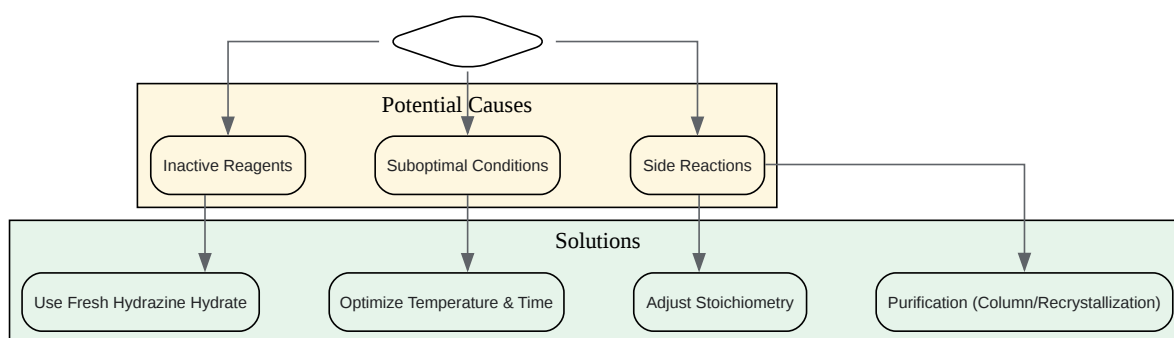 Potential Causes
Inactive Reagents
Suboptimal Conditions
Side Reactions
Solutions
Use Fresh Hydrazine Hydrate
Optimize Temperature & Time
Adjust Stoichiometry
Purification (Column/Recrystallization)